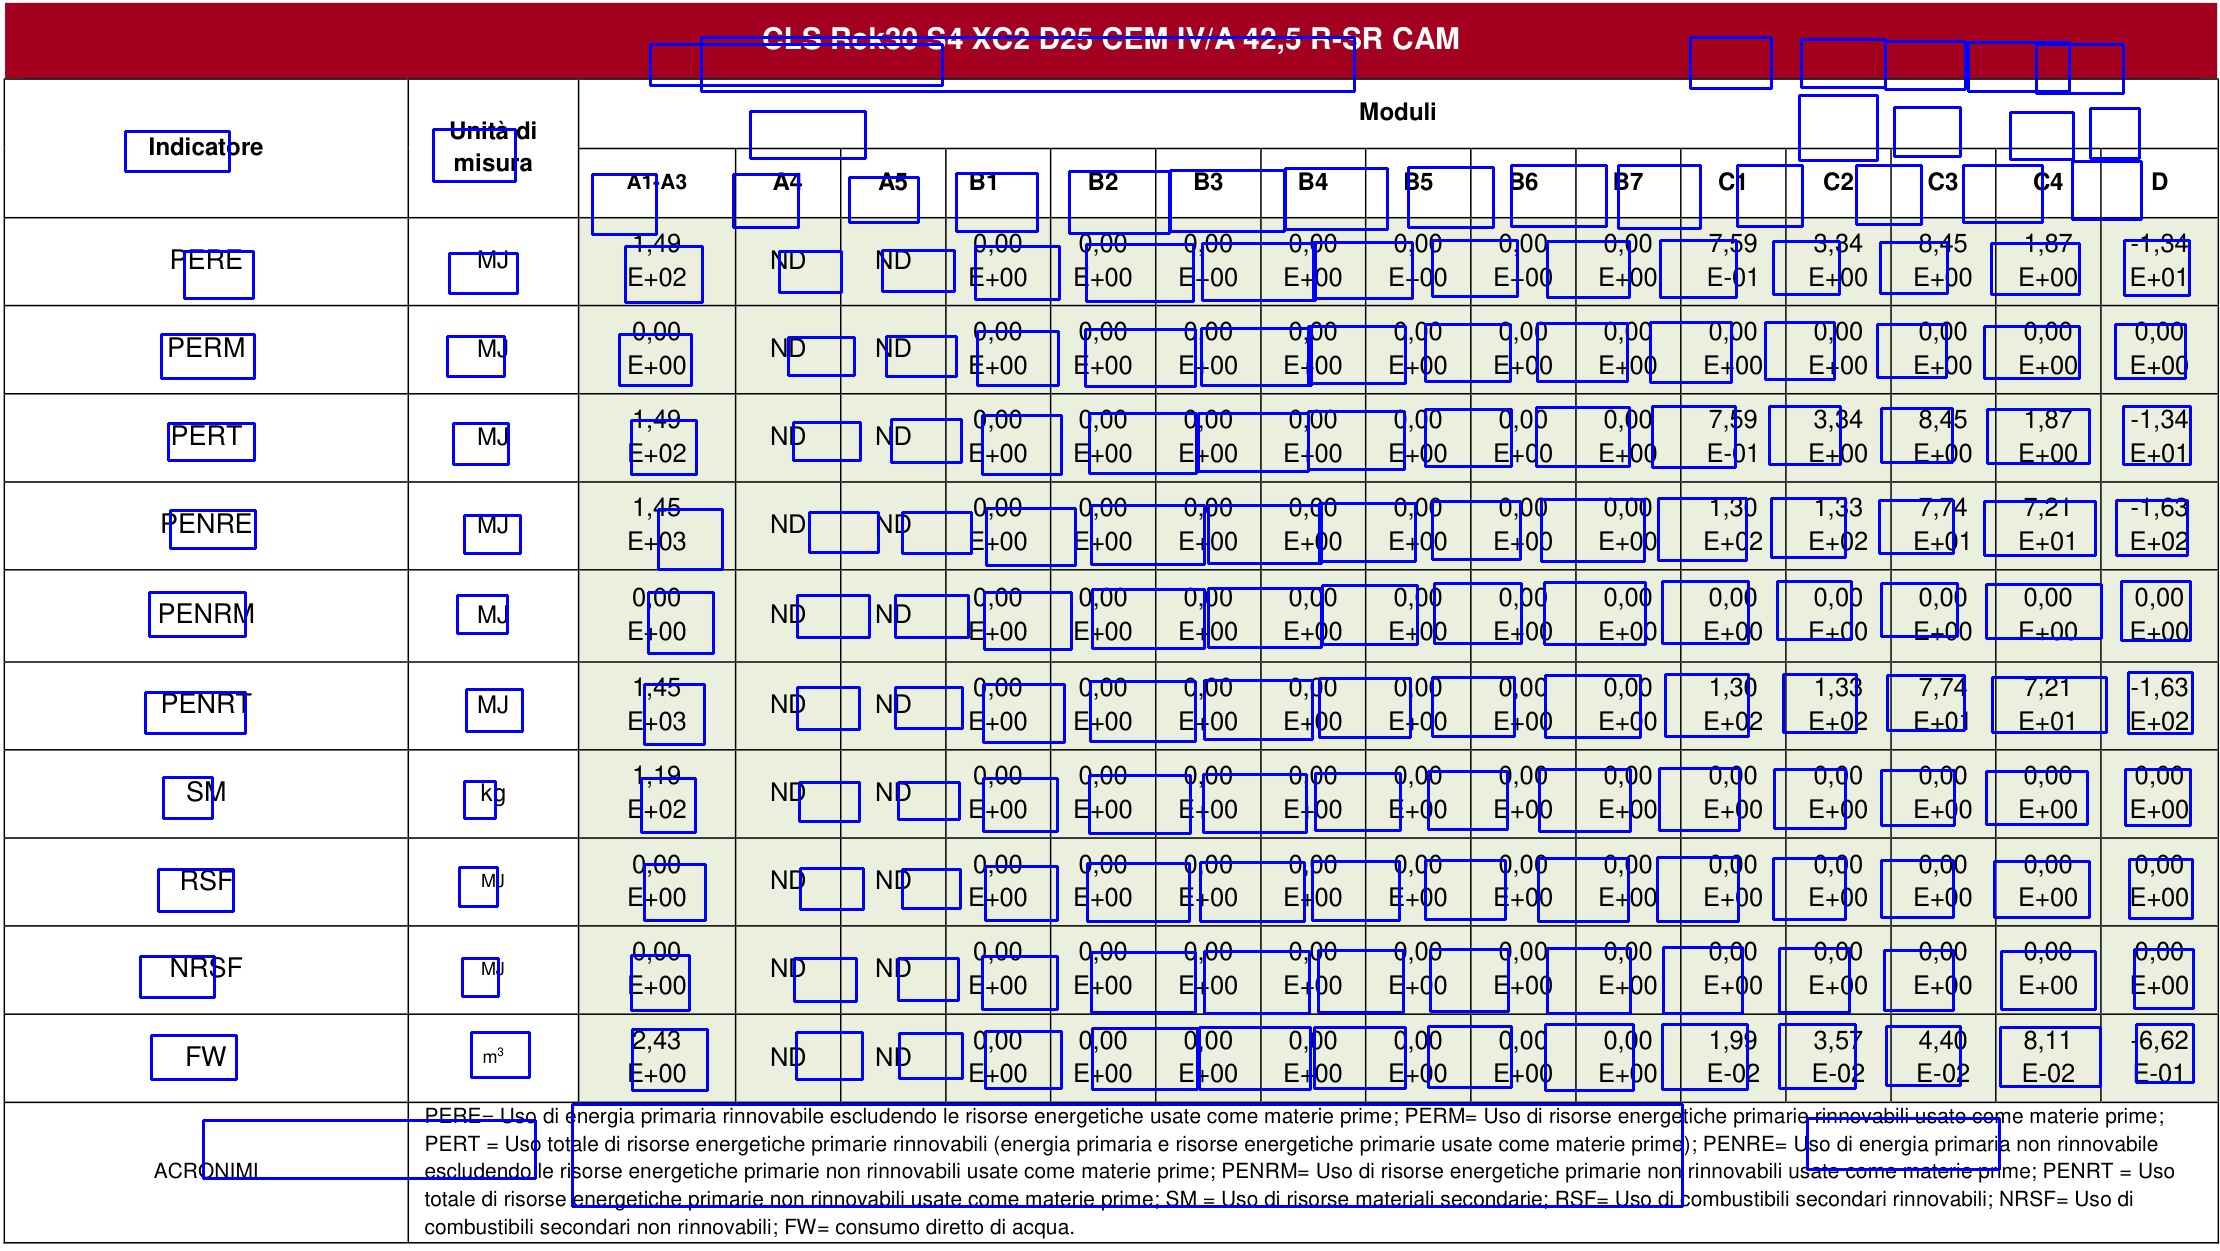 CLS Rck30 S4 XC2 D25 CEM IV/A 42,5 R-SR CAM
Indicatore Unità di misura Moduli
A1-A3 A4 A5 B1 B2 B3 B4 B5 B6 B7 C1 C2 C3 C4 D
PERE MJ 1,49 E+02 ND ND 0,00 E+00 0,00 E+00 0,00 E+00 0,00 E+00 0,00 E+00 0,00 E+00 0,00 E+00 7,59 E-01 3,34 E+00 8,45 E+00 1,87 E+00 -1,34 E+01
PERM MJ 0,00 E+00 ND ND 0,00 E+00 0,00 E+00 0,00 E+00 0,00 E+00 0,00 E+00 0,00 E+00 0,00 E+00 0,00 E+00 0,00 E+00 0,00 E+00 0,00 E+00 0,00 E+00
PERT MJ 1,49 E+02 ND ND 0,00 E+00 0,00 E+00 0,00 E+00 0,00 E+00 0,00 E+00 0,00 E+00 0,00 E+00 7,59 E-01 3,34 E+00 8,45 E+00 1,87 E+00 -1,34 E+01
PENRE MJ 1,45 E+03 ND ND 0,00 E+00 0,00 E+00 0,00 E+00 0,00 E+00 0,00 E+00 0,00 E+00 0,00 E+00 1,30 E+02 1,33 E+02 7,74 E+01 7,21 E+01 -1,63 E+02
PENRM MJ 0,00 E+00 ND ND 0,00 E+00 0,00 E+00 0,00 E+00 0,00 E+00 0,00 E+00 0,00 E+00 0,00 E+00 0,00 E+00 0,00 E+00 0,00 E+00 0,00 E+00 0,00 E+00
PENRT MJ 1,45 E+03 ND ND 0,00 E+00 0,00 E+00 0,00 E+00 0,00 E+00 0,00 E+00 0,00 E+00 0,00 E+00 1,30 E+02 1,33 E+02 7,74 E+01 7,21 E+01 -1,63 E+02
SM kg 1,19 E+02 ND ND 0,00 E+00 0,00 E+00 0,00 E+00 0,00 E+00 0,00 E+00 0,00 E+00 0,00 E+00 0,00 E+00 0,00 E+00 0,00 E+00 0,00 E+00 0,00 E+00
RSF MJ 0,00 E+00 ND ND 0,00 E+00 0,00 E+00 0,00 E+00 0,00 E+00 0,00 E+00 0,00 E+00 0,00 E+00 0,00 E+00 0,00 E+00 0,00 E+00 0,00 E+00 0,00 E+00
NRSF MJ 0,00 E+00 ND ND 0,00 E+00 0,00 E+00 0,00 E+00 0,00 E+00 0,00 E+00 0,00 E+00 0,00 E+00 0,00 E+00 0,00 E+00 0,00 E+00 0,00 E+00 0,00 E+00
FW m³ 2,43 E+00 ND ND 0,00 E+00 0,00 E+00 0,00 E+00 0,00 E+00 0,00 E+00 0,00 E+00 0,00 E+00 1,99 E-02 3,57 E-02 4,40 E-02 8,11 E-02 -6,62 E-01
ACRONIMI
PERE= Uso di energia primaria rinnovabile escludendo le risorse energetiche usate come materie prime; PERM= Uso di risorse energetiche primarie rinnovabili usato come materie prime;
PERT = Uso totale di risorse energetiche primarie rinnovabili (energia primaria e risorse energetiche primarie usate come materie prime); PENRE= Uso di energia primaria non rinnovabile
escludendo le risorse energetiche primarie non rinnovabili usate come materie prime; PENRM= Uso di risorse energetiche primarie non rinnovabili usate come materie prime; PENRT = Uso
totale di risorse energetiche primarie non rinnovabili usate come materie prime; SM = Uso di risorse materiali secondarie; RSF= Uso di combustibili secondari rinnovabili; NRSF= Uso di
combustibili secondari non rinnovabili; FW= consumo diretto di acqua.